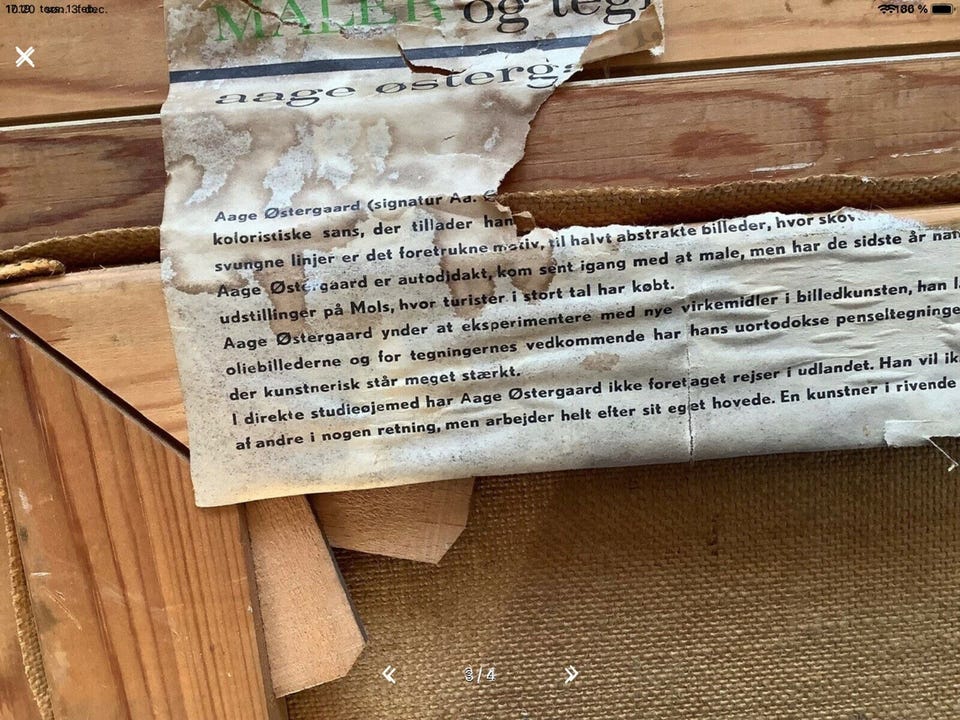 MALER og tegn
aage østerga
Aage Østergaard (signatur Aa.
koloristiske sans, der tillader han
svungne linjer er det foretrukne motiv, til halvt abstrakte billeder, hvor skov
Aage Østergaard er autodidakt, kom sent igang med at male, men har de sidste år
udstillinger på Mols, hvor turister i stort tal har købt.
Aage Østergaard ynder at eksperimentere med nye virkemidler i billedkunsten, han
oliebillederne og for tegningernes vedkommende har hans uortodokse penseltegninge
der kunstnerisk står meget stærkt.
I direkte studieøjemed har Aage Østergaard ikke foretaget rejser i udlandet. Han vil ik
af andre i nogen retning, men arbejder helt efter sit eget hovede. En kunstner i rivende
3/4